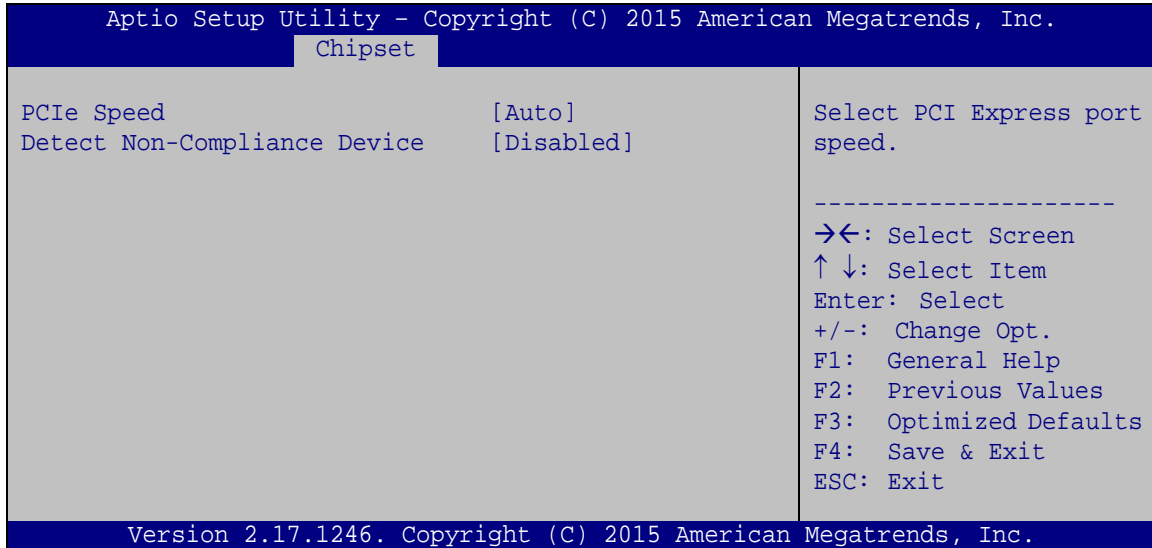 Aptio Setup Utility – Copyright (C) 2015 American Megatrends, Inc.
Chipset
PCIe Speed [Auto]
Detect Non-Compliance Device [Disabled]
Select PCI Express port
speed.
---------------------
→←: Select Screen
↑ ↓: Select Item
Enter: Select
+/-: Change Opt.
F1: General Help
F2: Previous Values
F3: Optimized Defaults
F4: Save & Exit
ESC: Exit
Version 2.17.1246. Copyright (C) 2015 American Megatrends, Inc.